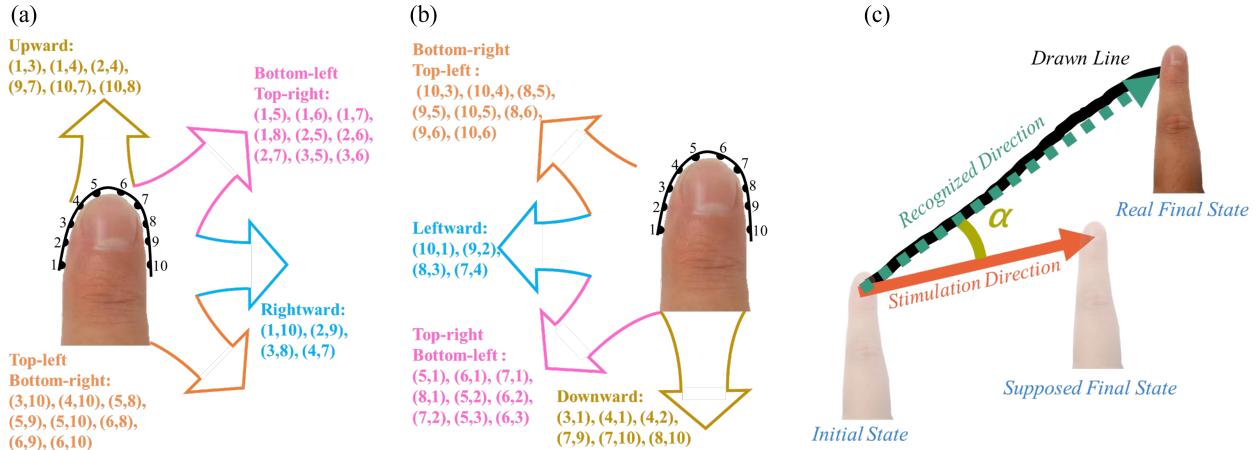 (a)
Upward:
(1,3), (1,4), (2,4),
(9,7), (10,7), (10,8)
Bottom-left
Top-right:
(1,5), (1,6), (1,7),
(1,8), (2,5), (2,6),
(2,7), (3,5), (3,6)
1
2
3
4
5
6
7
8
9
10
Rightward:
(1,10), (2,9),
(3,8), (4,7)
Top-left
Bottom-right:
(3,10), (4,10), (5,8),
(5,9), (5,10), (6,8),
(6,9), (6,10)
(b)
Bottom-right
Top-left :
(10,3), (10,4), (8,5),
(9,5), (10,5), (8,6),
(9,6), (10,6)
1
2
3
4
5
6
7
8
9
10
Leftward:
(10,1), (9,2),
(8,3), (7,4)
Top-right
Bottom-left :
(5,1), (6,1), (7,1),
(8,1), (5,2), (6,2),
(7,2), (5,3), (6,3)
Downward:
(3,1), (4,1), (4,2),
(7,9), (7,10), (8,10)
(c)
Drawn Line
Recognized Direction
α
Stimulation Direction
Real Final State
Supposed Final State
Initial State